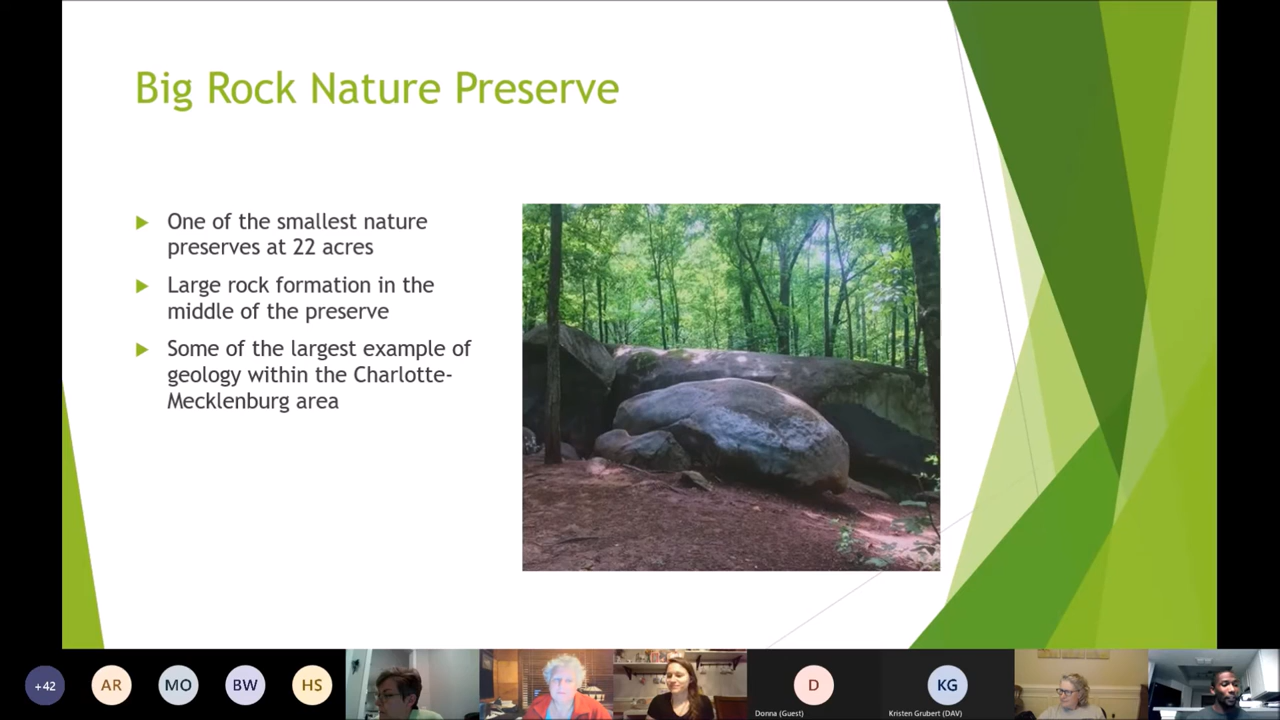 Big Rock Nature Preserve
One of the smallest nature
preserves at 22 acres
Large rock formation in the
middle of the preserve
Some of the largest example of
geology within the Charlotte-
Mecklenburg area
+42
AR
MO
BW
HS
D
KG
Donna (Guest)
Kristen Grubert (DAV)